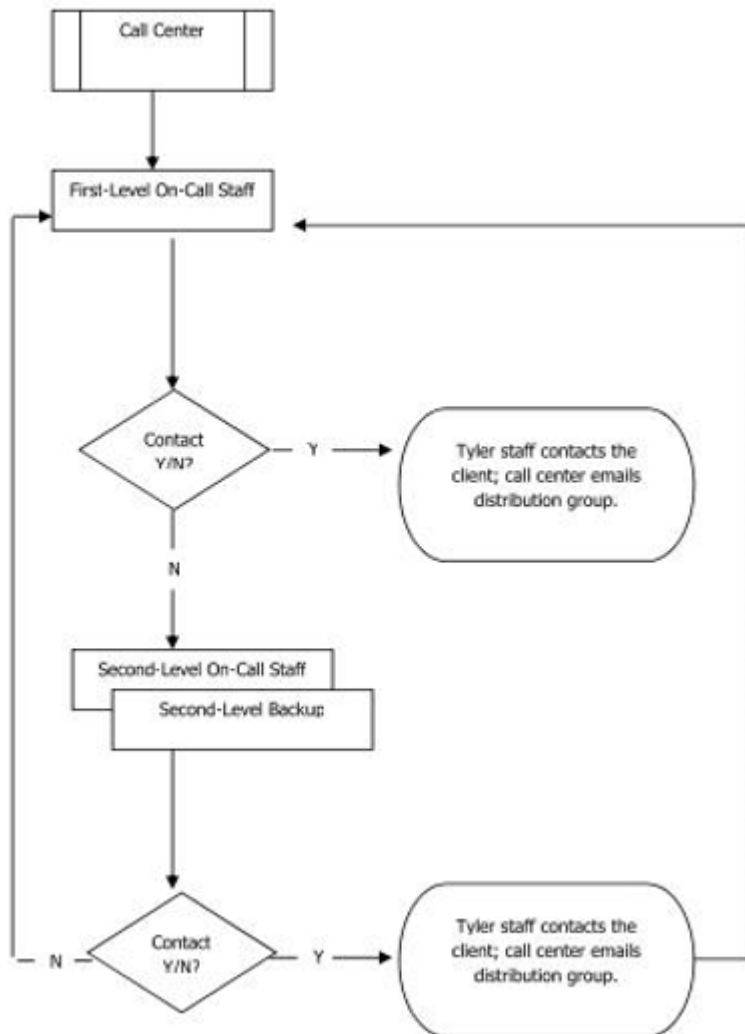 Call Center
First-Level On-Call Staff
Contact
Y/N?
Y
Tyler staff contacts the
client; call center emails
distribution group.
N
Second-Level On-Call Staff
Second-Level Backup
N
Contact
Y/N?
Y
Tyler staff contacts the
client; call center emails
distribution group.